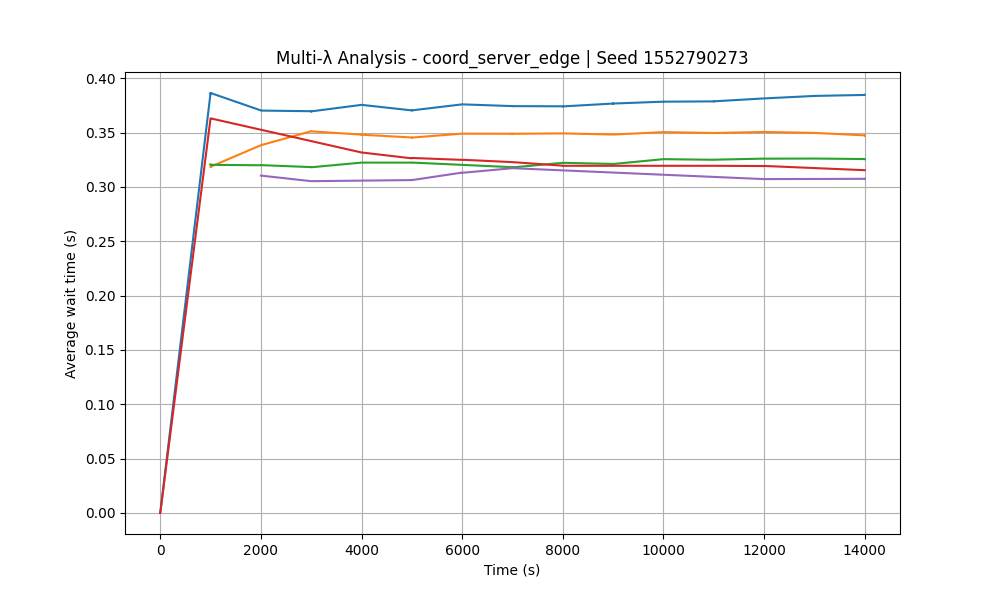 Multi-λ Analysis - coord_server_edge | Seed 1552790273
Average wait time (s)
0.40
0.35
0.30
0.25
0.20
0.15
0.10
0.05
0.00
0 2000 4000 6000 8000 10000 12000 14000
Time (s)